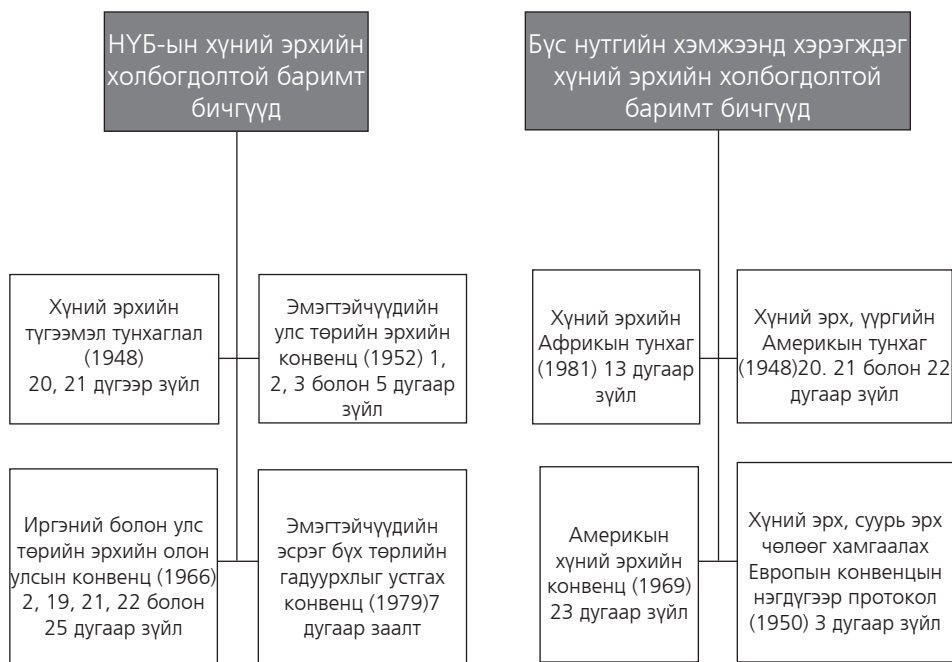 НҮБ-ын хүний эрхийн
холбогдолтой баримт
бичгүүд
Бүс нутгийн хэмжээнд хэрэгждэг
хүний эрхийн холбогдолтой
баримт бичгүүд
Хүний эрхийн
түгээмэл тунхаглал
(1948)
20, 21 дүгээр зүйл
Эмэгтэйчүүдийн
улс төрийн эрхийн
конвенц (1952) 1,
2, 3 болон 5 дугаар
зүйл
Хүний эрхийн
Африкын тунхаг
(1981) 13 дугаар
зүйл
Хүний эрх, үүргийн
Америкын тунхаг
(1948)20. 21 болон 22
дугаар зүйл
Иргэний болон улс
төрийн эрхийн олон
улсын конвенц (1966)
2, 19, 21, 22 болон
25 дугаар зүйл
Эмэгтэйчүүдийн
эсрэг бүх төрлийн
гадуурхлыг устгах
конвенц (1979)7
дугаар заалт
Америкын
хүний эрхийн
конвенц (1969)
23 дугаар зүйл
Хүний эрх, суурь эрх
чөлөөг хамгаалах
Европын конвенцын
нэгдүгээр протокол
(1950) 3 дугаар зүйл